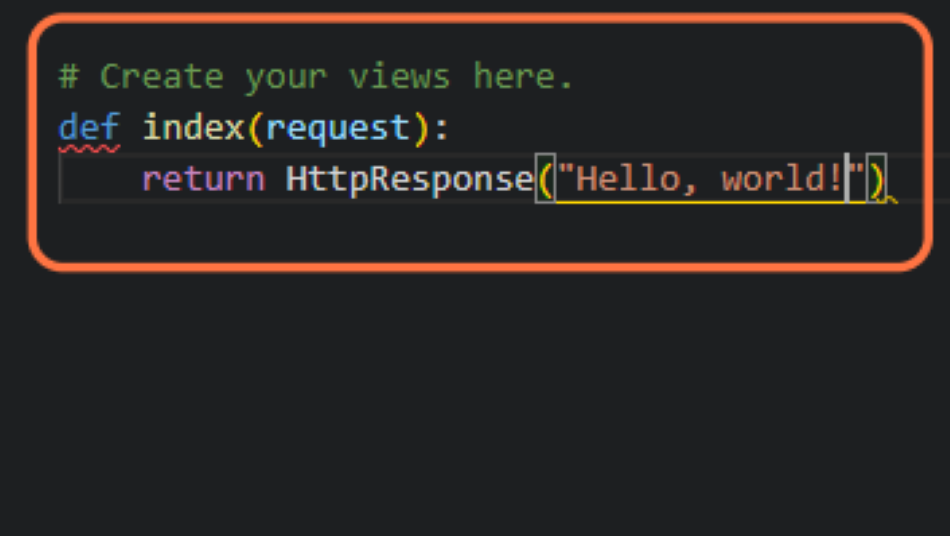 # Create your views here.
def index(request):
    return HttpResponse("Hello, world!")